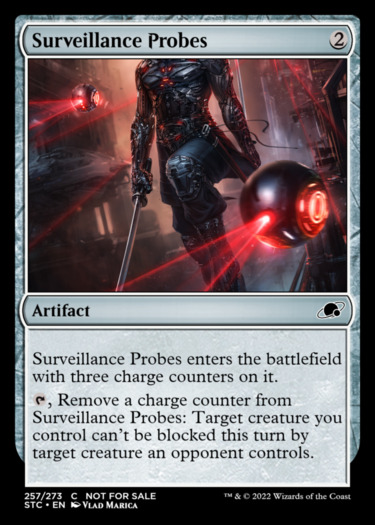 Surveillance Probes 2
Artifact
Surveillance Probes enters the battlefield
with three charge counters on it.
, Remove a charge counter from
Surveillance Probes: Target creature you
control can't be blocked this turn by
target creature an opponent controls.
257/273 C NOT FOR SALE
STC • EN Vlad Marica
™ & © 2022 Wizards of the Coast